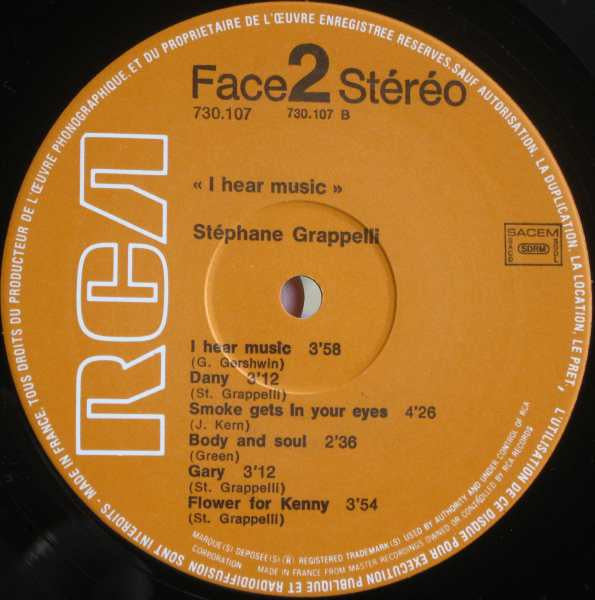 TOUS DROITS DU PRODUCTEUR DE L'ŒUVRE PHONOGRAPHIQUE. ET DU PROPRIETAIRE DE L'ŒUVRE ENREGISTREE RESERVES. SAUF AUTORISATION, LA DUPLICATION, LA LOCATION, LE PRET, L'UTILISATION DE CE DISQUE POUR EXECUTION PUBLIQUE ET RADIODIFFUSION SONT INTERDITS - MADE IN FRANCE.
RCA
Face 2 Stéréo
730.107 730.107 B
« I hear music »
Stéphane Grappelli
SACEM
SDRM
I hear music 3'58
(G. Gershwin)
Dany 3'12
(St. Grappelli)
Smoke gets In your eyes 4'26
(J. Kern)
Body and soul 2'36
(Green)
Gary 3'12
(St. Grappelli)
Flower for Kenny 3'54
(St. Grappelli)
MARQUE(S) DEPOSEE(S) ® REGISTERED TRADEMARK(S) USED BY AUTHORITY AND UNDER CONTROL OF RCA
CORPORATION MADE IN FRANCE FROM MASTER RECORDINGS OWNED OR CONTROLLED BY RCA RECORDS